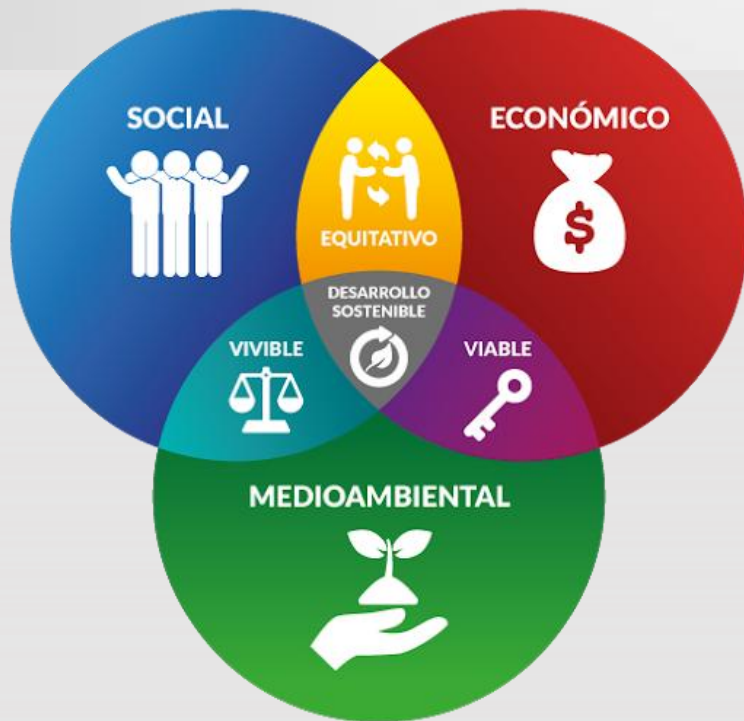 SOCIAL
ECONÓMICO
$
EQUITATIVO
DESARROLLO
SOSTENIBLE
VIVIBLE
VIABLE
MEDIOAMBIENTAL